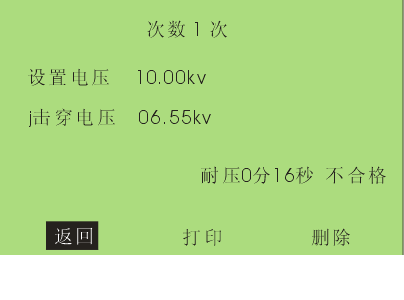 次数 1 次
设置电压 10.00kv
j击穿电压 06.55kv
耐压0分16秒 不合格
返回 打印 删除